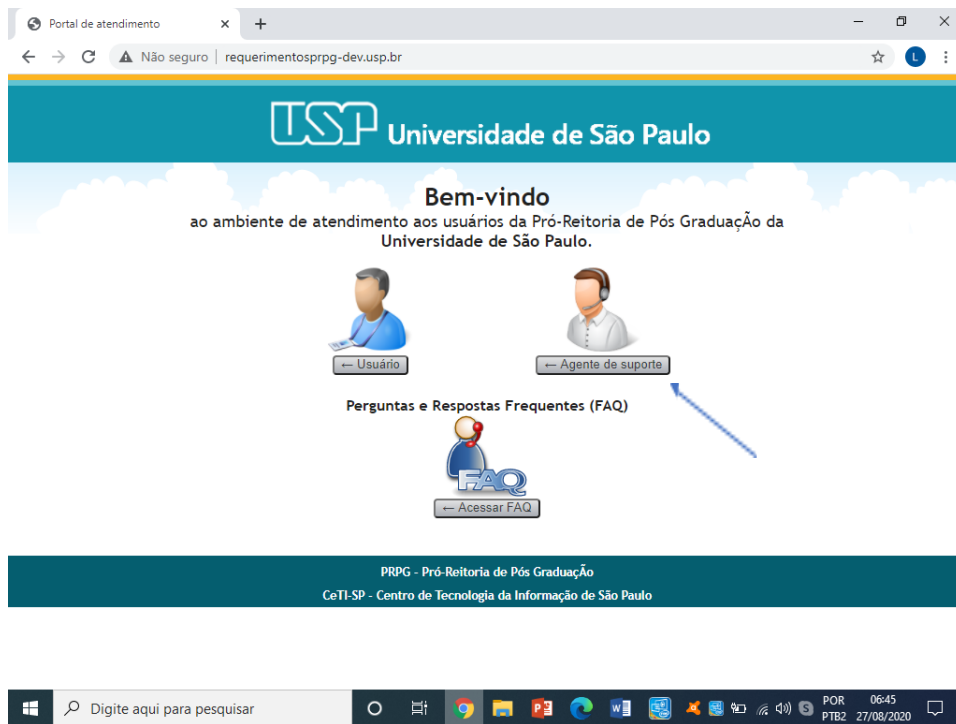 Portal de atendimento
Não seguro | requerimentosprpg-dev.usp.br
L
USP Universidade de São Paulo
Bem-vindo
ao ambiente de atendimento aos usuários da Pró-Reitoria de Pós GraduaçÃo da
Universidade de São Paulo.
← Usuário
← Agente de suporte
Perguntas e Respostas Frequentes (FAQ)
FAQ
← Acessar FAQ
PRPG - Pró-Reitoria de Pós GraduaçÃo
CeTI-SP - Centro de Tecnologia da Informação de São Paulo
Digite aqui para pesquisar
POR
PTB2
06:45
27/08/2020